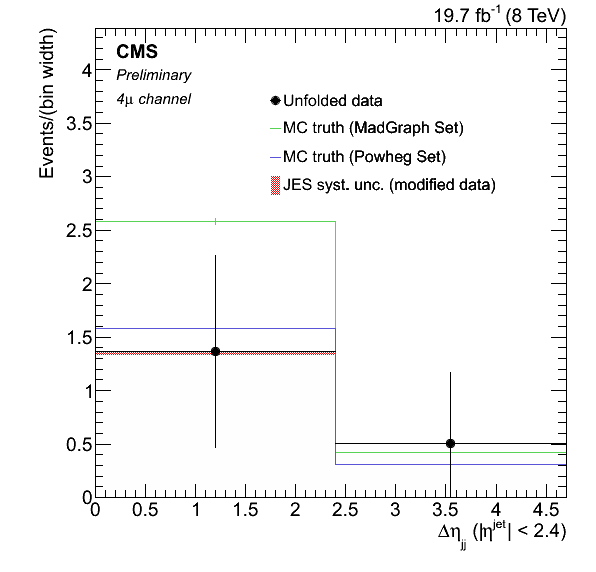 19.7 fb⁻¹ (8 TeV)
CMS
Preliminary
4μ channel
Unfolded data
MC truth (MadGraph Set)
MC truth (Powheg Set)
JES syst. unc. (modified data)
Events/(bin width)
4
3.5
3
2.5
2
1.5
1
0.5
0
0 0.5 1 1.5 2 2.5 3 3.5 4 4.5
Δη_jj (|η^jet| < 2.4)